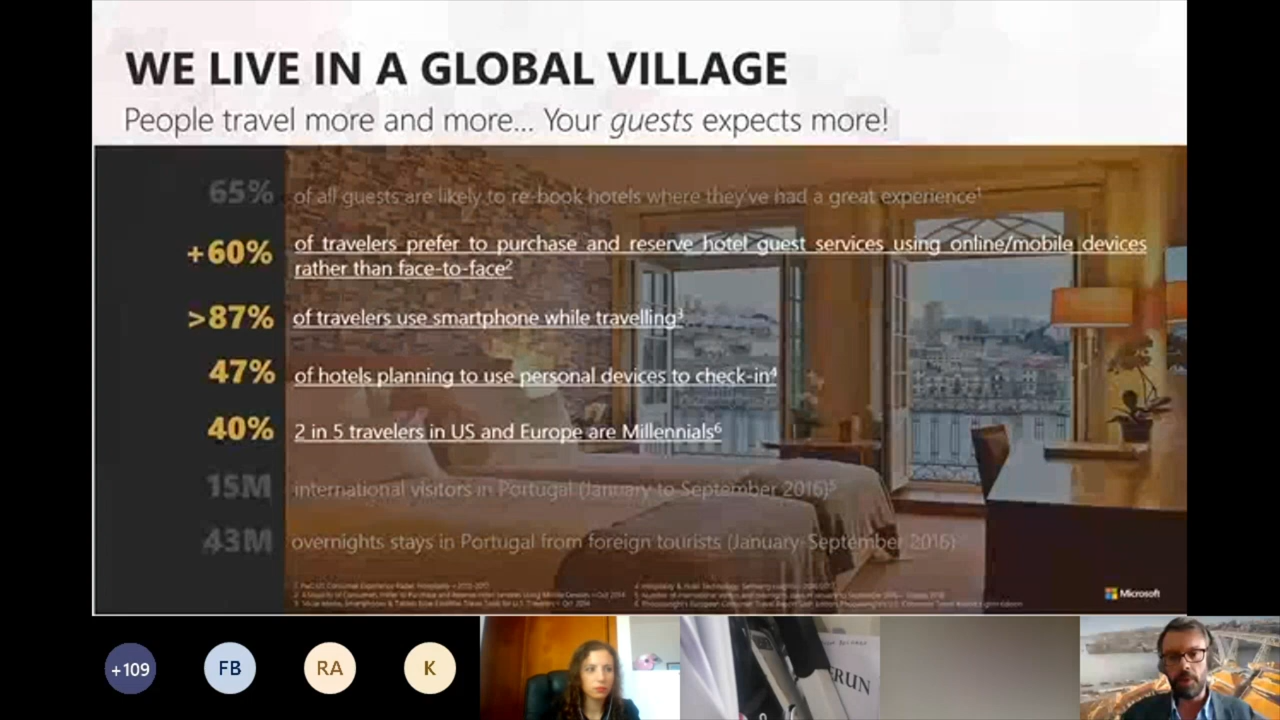 WE LIVE IN A GLOBAL VILLAGE
People travel more and more... Your guests expects more!
65% of all guests are likely to re-book hotels where they've had a great experience¹
+60% of travelers prefer to purchase and reserve hotel guest services using online/mobile devices
rather than face-to-face²
>87% of travelers use smartphone while travelling³
47% of hotels planning to use personal devices to check-in⁴
40% 2 in 5 travelers in US and Europe are Millennials⁶
15M international visitors in Portugal (January to September 2016)⁵
43M overnights stays in Portugal from foreign tourists (January-September 2016)
Microsoft
+109
FB
RA
K
RUN